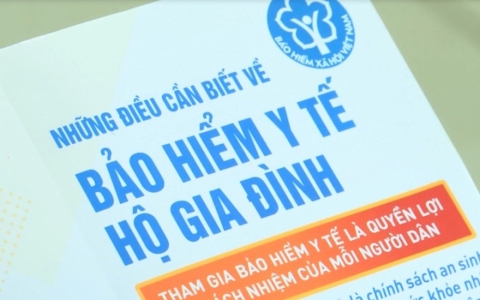 BẢO HIỂM XÃ HỘI VIỆT NAM
NHỮNG ĐIỀU CẦN BIẾT VỀ
BẢO HIỂM Y TẾ
HỘ GIA ĐÌNH
THAM GIA BẢO HIỂM Y TẾ LÀ QUYỀN LỢI
TRÁCH NHIỆM CỦA MỖI NGƯỜI DÂN
là chính sách an sinh
khỏe